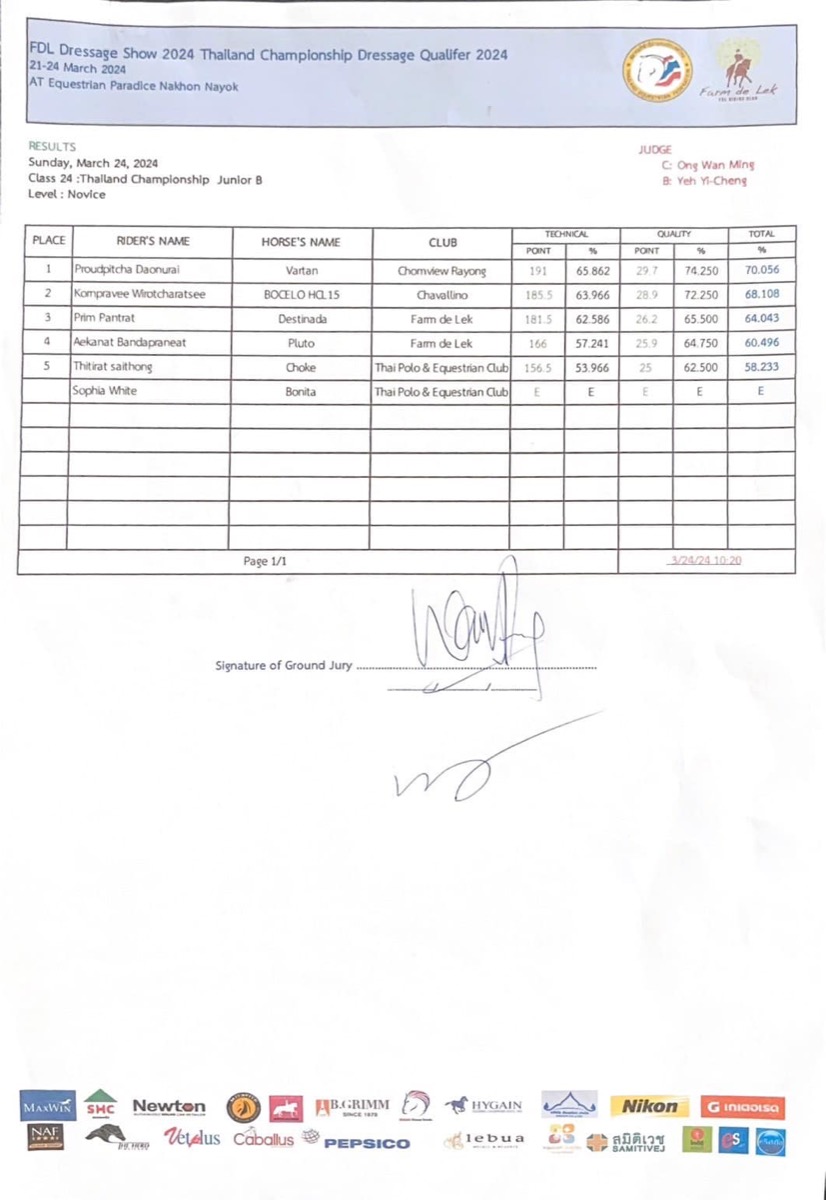 FDL Dressage Show 2024 Thailand Championship Dressage Qualifer 2024
21-24 March 2024
AT Equestrian Paradice Nakhon Nayok
Farm de Lek
RESULTS
Sunday, March 24, 2024
Class 24 :Thailand Championship Junior B
Level : Novice
JUDGE
C: Ong Wan Ming
B: Yeh Yi-Cheng
PLACE RIDER'S NAME HORSE'S NAME CLUB TECHNICAL QUALITY TOTAL
POINT % POINT % %
1 Proudpitcha Daonurai Vartan Chomview Rayong 191 65.862 29.7 74.250 70.056
2 Kompravee Wirotcharatsee BOCELO HCL 15 Chavallino 185.5 63.966 28.9 72.250 68.108
3 Prim Pantrat Destinada Farm de Lek 181.5 62.586 26.2 65.500 64.043
4 Aekanat Bandapraneat Pluto Farm de Lek 166 57.241 25.9 64.750 60.496
5 Thitirat saithong Choke Thai Polo & Equestrian Club 156.5 53.966 25 62.500 58.233
Sophia White Bonita Thai Polo & Equestrian Club E E E E E
Page 1/1 3/24/24 10:20
Signature of Ground Jury
MAXWIN SMC Newton B.GRIMM SINCE 1878 HYGAIN Nikon
NAF Vetplus Caballus PEPSICO lebua สมิติเวช SAMITIVEJ